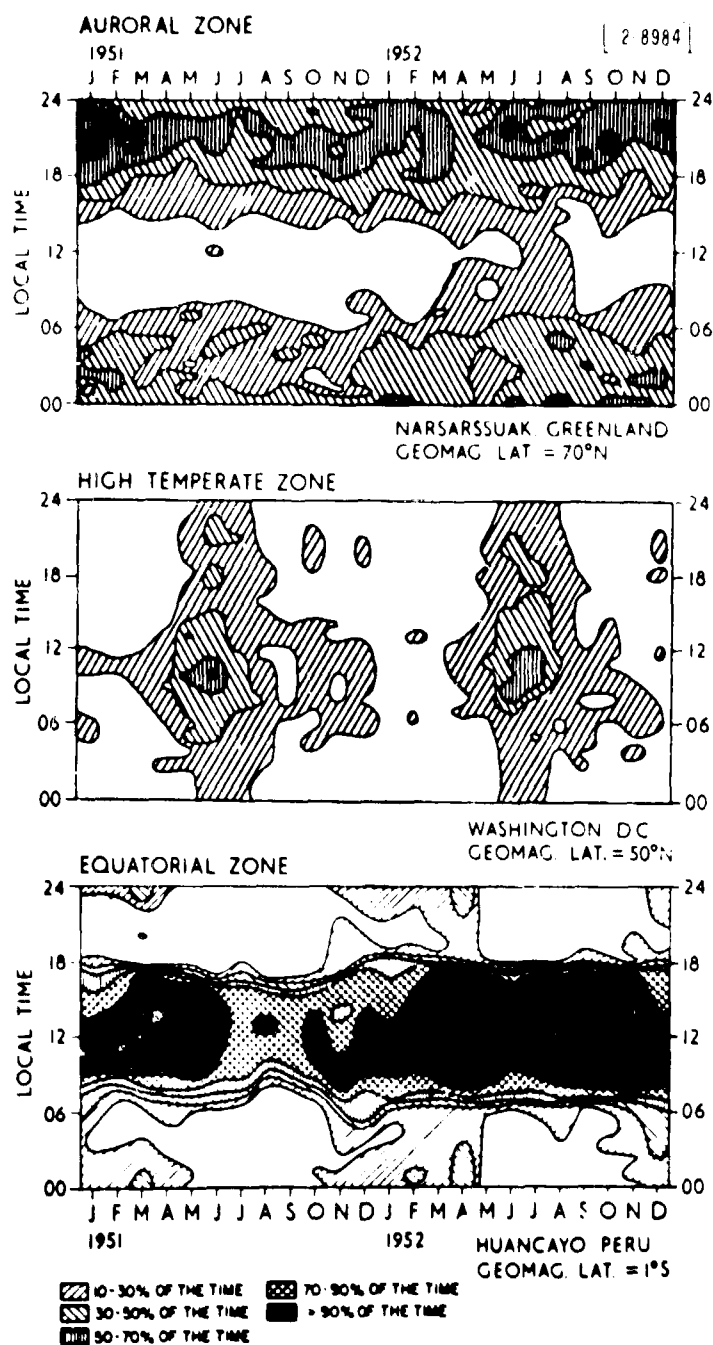 AURORAL ZONE
2 8984
1951 1952
J F M A M J J A S O N D J F M A M J J A S O N D
24 24
18 18
12 12
06 06
00 00
LOCAL TIME
NARSARSSUAK GREENLAND
GEOMAG LAT = 70°N
HIGH TEMPERATE ZONE
24 24
18 18
12 12
06 06
00 00
LOCAL TIME
WASHINGTON DC
GEOMAG. LAT. = 50°N
EQUATORIAL ZONE
24 24
18 18
12 12
06 06
00 00
LOCAL TIME
J F M A M J J A S O N D J F M A M J J A S O N D
1951 1952
HUANCAYO PERU
GEOMAG. LAT. = 1°S
10-30% OF THE TIME
70-90% OF THE TIME
30-50% OF THE TIME
> 90% OF THE TIME
50-70% OF THE TIME